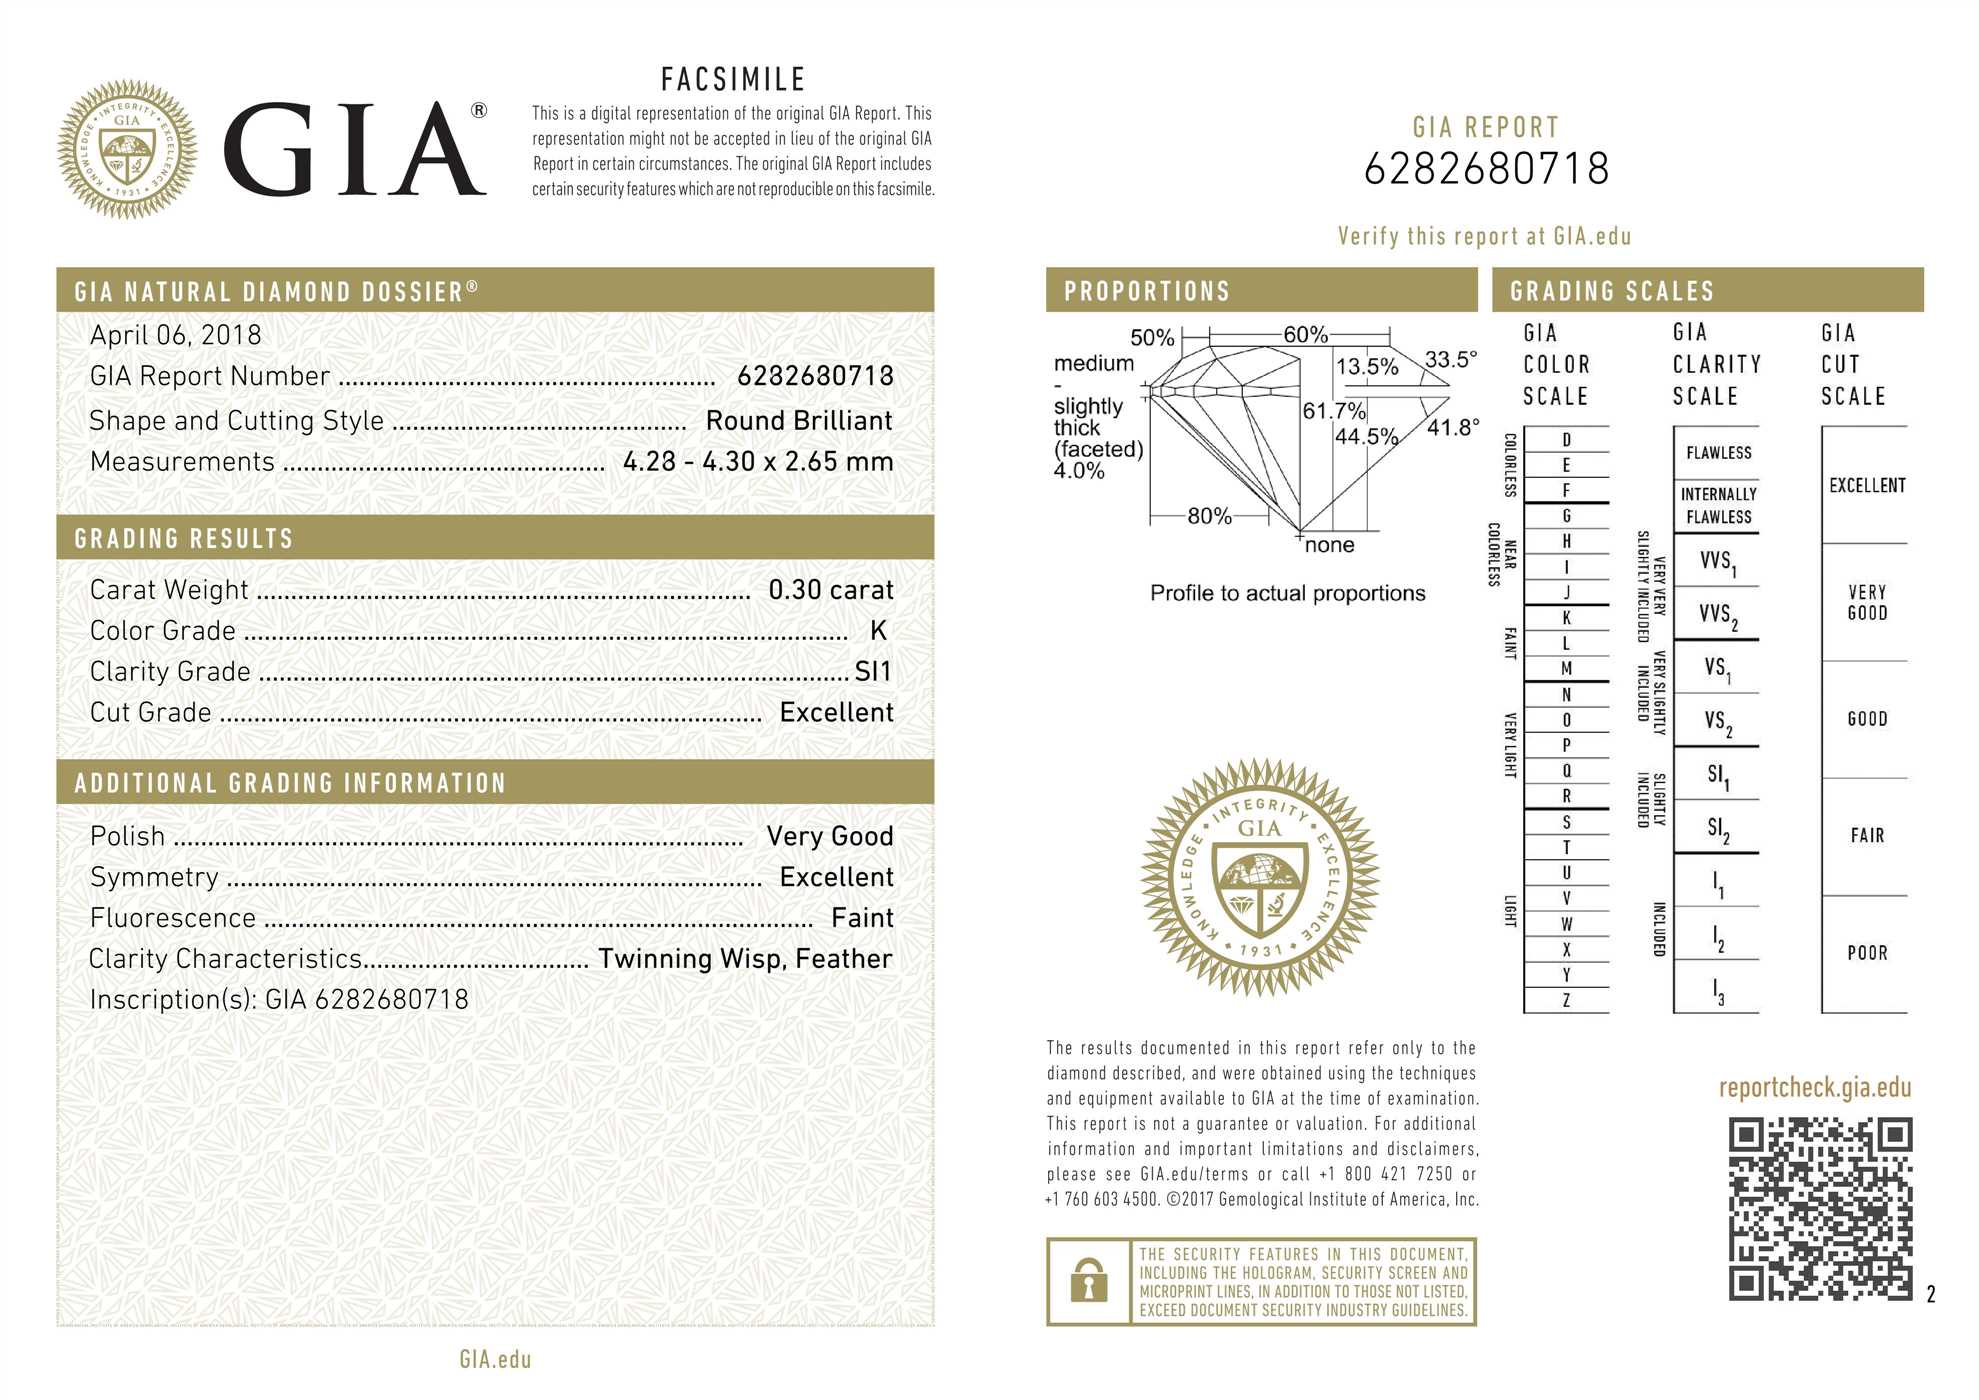 INTEGRITY
KNOWLEDGE
EXCELLENCE
GIA
1931
GIA®
FACSIMILE
This is a digital representation of the original GIA Report. This
representation might not be accepted in lieu of the original GIA
Report in certain circumstances. The original GIA Report includes
certain security features which are not reproducible on this facsimile.
GIA NATURAL DIAMOND DOSSIER®
April 06, 2018
GIA Report Number 6282680718
Shape and Cutting Style Round Brilliant
Measurements 4.28 - 4.30 x 2.65 mm
GRADING RESULTS
Carat Weight 0.30 carat
Color Grade K
Clarity Grade SI1
Cut Grade Excellent
ADDITIONAL GRADING INFORMATION
Polish Very Good
Symmetry Excellent
Fluorescence Faint
Clarity Characteristics Twinning Wisp, Feather
Inscription(s): GIA 6282680718
GIA.edu
GIA REPORT
6282680718
Verify this report at GIA.edu
PROPORTIONS
50%
60%
medium
-
slightly
thick
(faceted)
4.0%
13.5%
33.5°
61.7%
44.5%
41.8°
80%
none
Profile to actual proportions
INTEGRITY
KNOWLEDGE
EXCELLENCE
GIA
1931
The results documented in this report refer only to the
diamond described, and were obtained using the techniques
and equipment available to GIA at the time of examination.
This report is not a guarantee or valuation. For additional
information and important limitations and disclaimers,
please see GIA.edu/terms or call +1 800 421 7250 or
+1 760 603 4500. ©2017 Gemological Institute of America, Inc.
THE SECURITY FEATURES IN THIS DOCUMENT,
INCLUDING THE HOLOGRAM, SECURITY SCREEN AND
MICROPRINT LINES, IN ADDITION TO THOSE NOT LISTED,
EXCEED DOCUMENT SECURITY INDUSTRY GUIDELINES.
GRADING SCALES
GIA
COLOR
SCALE
COLORLESS
D
E
F
NEAR
COLORLESS
G
H
I
J
FAINT
K
L
M
VERY LIGHT
N
O
P
Q
R
LIGHT
S
T
U
V
W
X
Y
Z
GIA
CLARITY
SCALE
FLAWLESS
INTERNALLY
FLAWLESS
VERY VERY
SLIGHTLY INCLUDED
VVS1
VVS2
VERY SLIGHTLY
INCLUDED
VS1
VS2
SLIGHTLY
INCLUDED
SI1
SI2
INCLUDED
I1
I2
I3
GIA
CUT
SCALE
EXCELLENT
VERY
GOOD
GOOD
FAIR
POOR
reportcheck.gia.edu
2